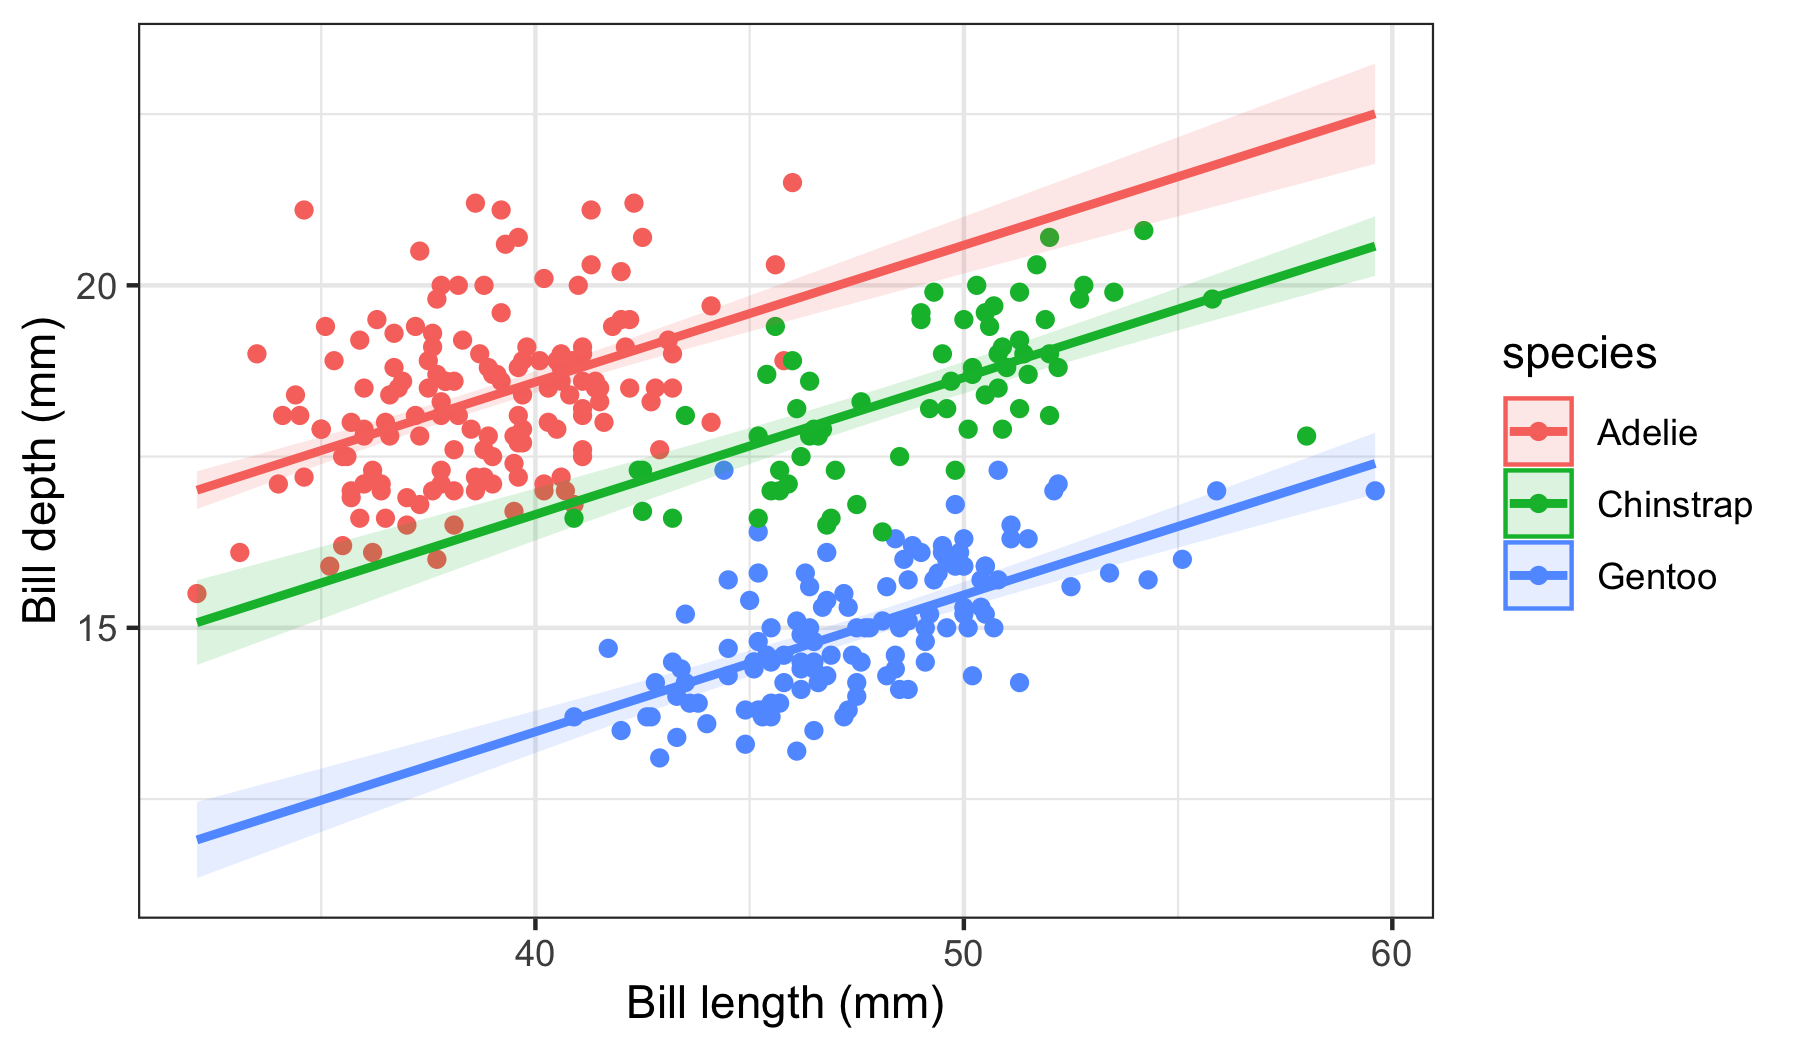 Bill depth (mm)
20
15
40
50
60
Bill length (mm)
species
Adelie
Chinstrap
Gentoo